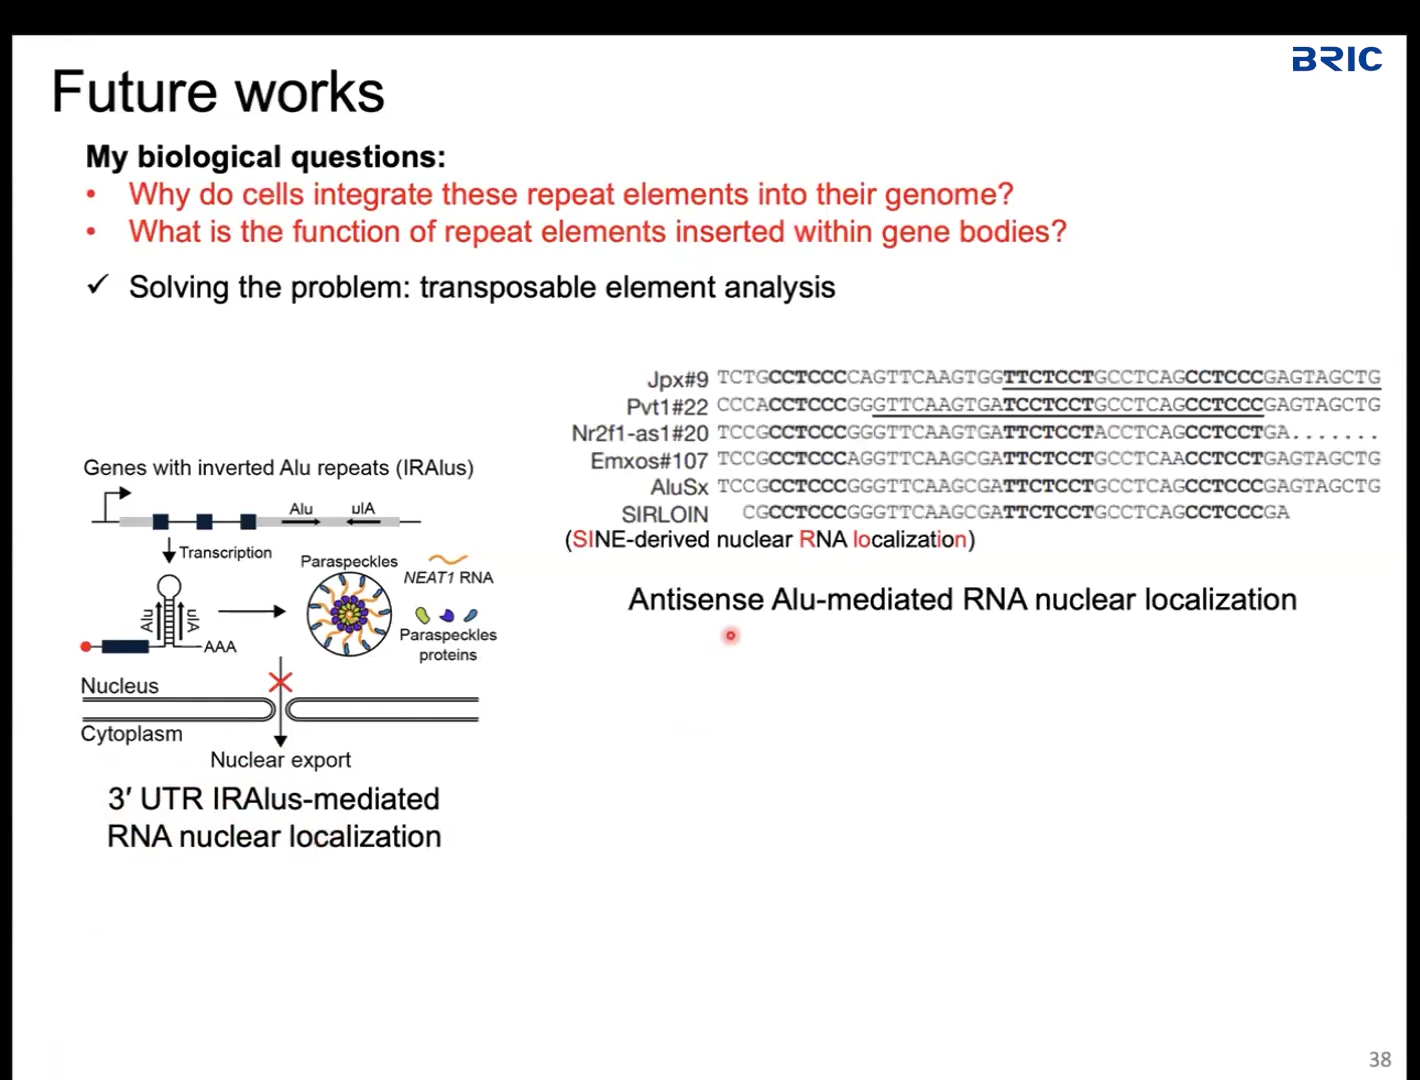 BRIC
Future works
My biological questions:
• Why do cells integrate these repeat elements into their genome?
• What is the function of repeat elements inserted within gene bodies?
✓ Solving the problem: transposable element analysis
Jpx#9 TCTGCCTCCCCCAGTTCAAGTGGTTCTCCTGCCTCAGCCTCCCGAGTAGCTG
Pvt1#22 CCCACCTCCCGGGTTCAAGTGATCCTCCTGCCTCAGCCTCCCGAGTAGCTG
Nr2f1-as1#20 TCCGCCTCCCGGGTTCAAGTGATTCTCCTACCTCAGCCTCCTGA.......
Emxos#107 TCCGCCTCCCAGGTTCAAGCGATTCTCCTGCCTCAACCTCCTGAGTAGCTG
AluSx TCCGCCTCCCGGGTTCAAGCGATTCTCCTGCCTCAGCCTCCCGAGTAGCTG
SIRLOIN CGCCTCCCGGGTTCAAGCGATTCTCCTGCCTCAGCCTCCCGA
(SINE-derived nuclear RNA localization)
Antisense Alu-mediated RNA nuclear localization
Genes with inverted Alu repeats (IRAlus)
Alu ulA
Transcription
Paraspeckles
NEAT1 RNA
Alu ulA
AAA
Paraspeckles
proteins
Nucleus
Cytoplasm
Nuclear export
3′ UTR IRAlus-mediated
RNA nuclear localization
38